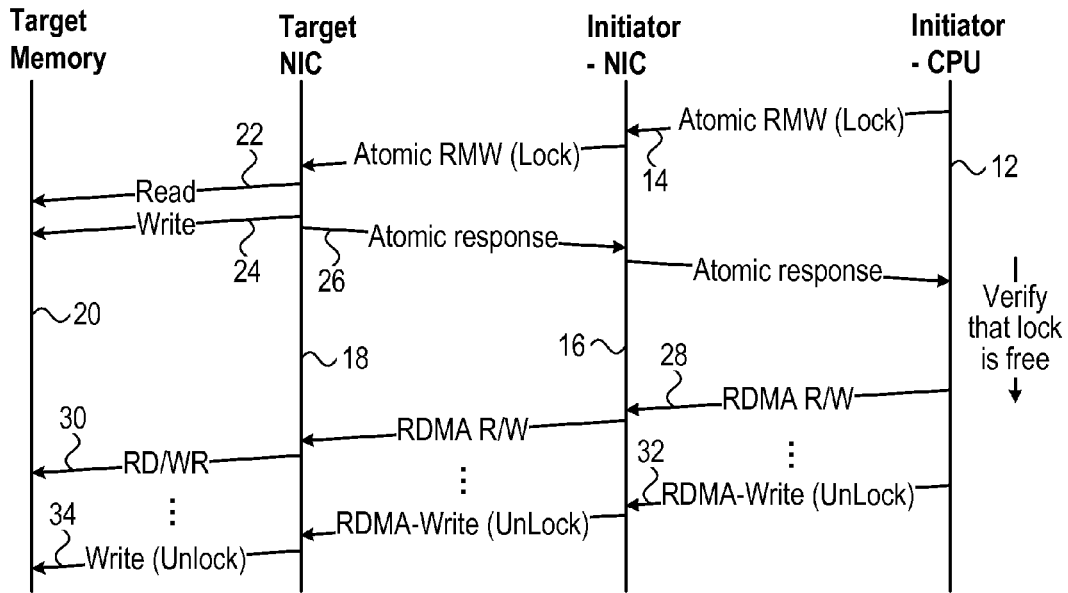 Target
Memory
Target
NIC
Initiator
- NIC
Initiator
- CPU
Atomic RMW (Lock)
14
12
Atomic RMW (Lock)
22
Read
Write
24
26
Atomic response
Atomic response
Verify
that lock
is free
20
18
16
28
RDMA R/W
RDMA R/W
30
RD/WR
32
RDMA-Write (UnLock)
RDMA-Write (UnLock)
34
Write (Unlock)